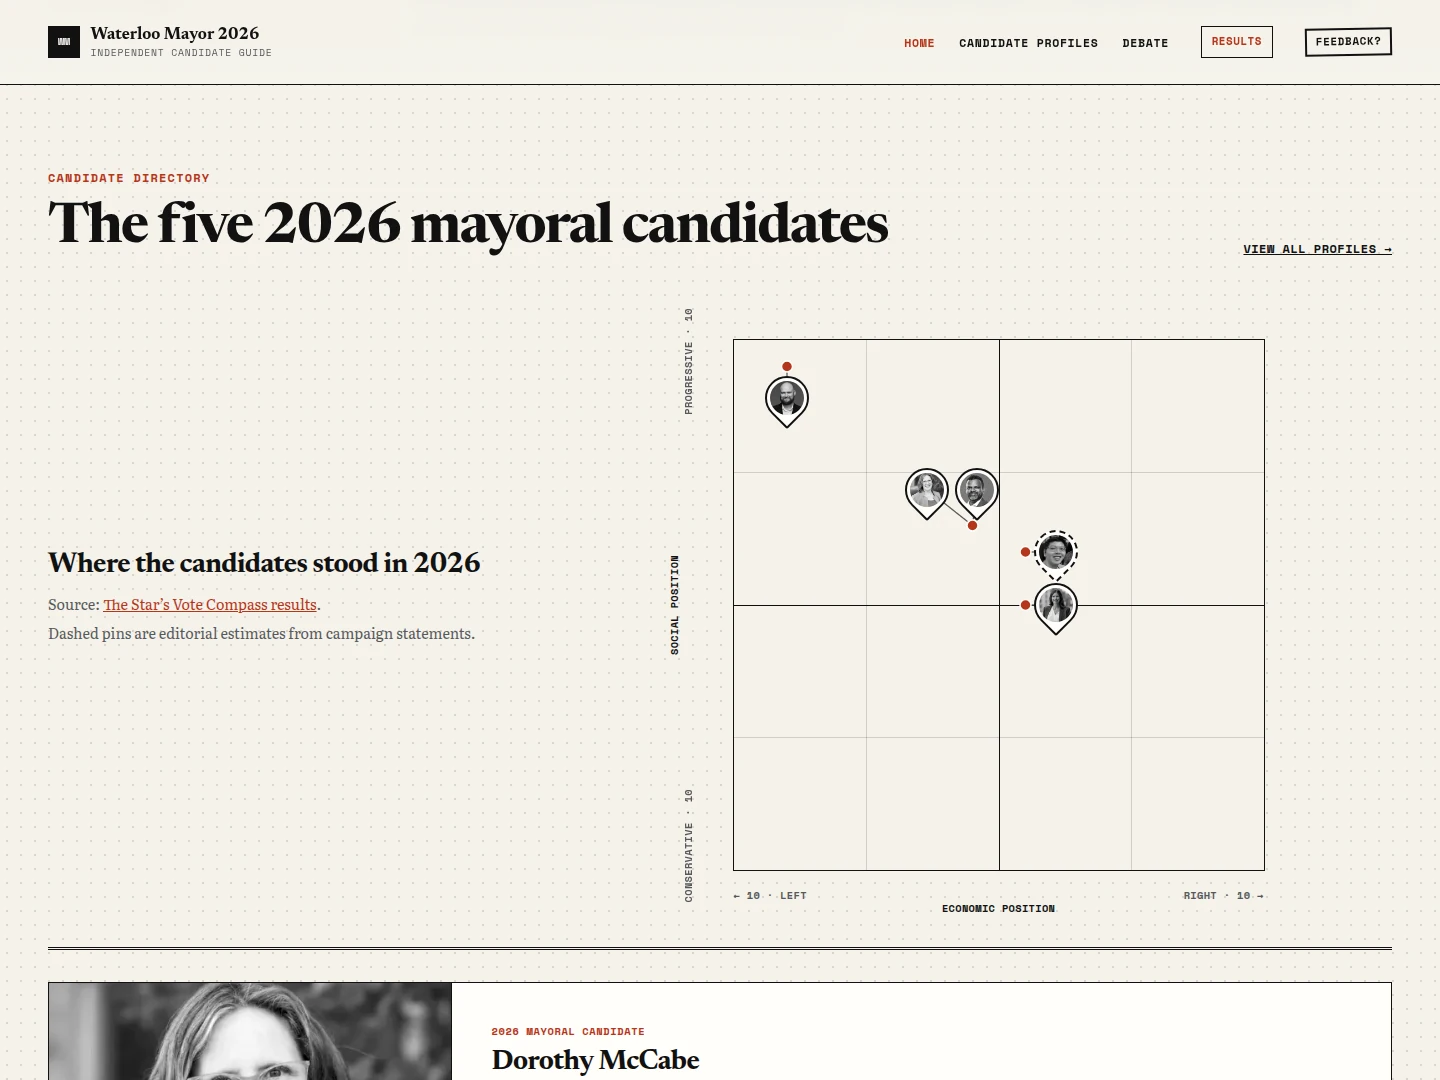 Waterloo Mayor 2026
INDEPENDENT CANDIDATE GUIDE
HOME
CANDIDATE PROFILES
DEBATE
RESULTS
FEEDBACK?
CANDIDATE DIRECTORY
The five 2026 mayoral candidates
VIEW ALL PROFILES →
Where the candidates stood in 2026
Source: The Star’s Vote Compass results.
Dashed pins are editorial estimates from campaign statements.
PROGRESSIVE · 10
SOCIAL POSITION
CONSERVATIVE · 10
← 10 · LEFT
RIGHT · 10 →
ECONOMIC POSITION
2026 MAYORAL CANDIDATE
Dorothy McCabe